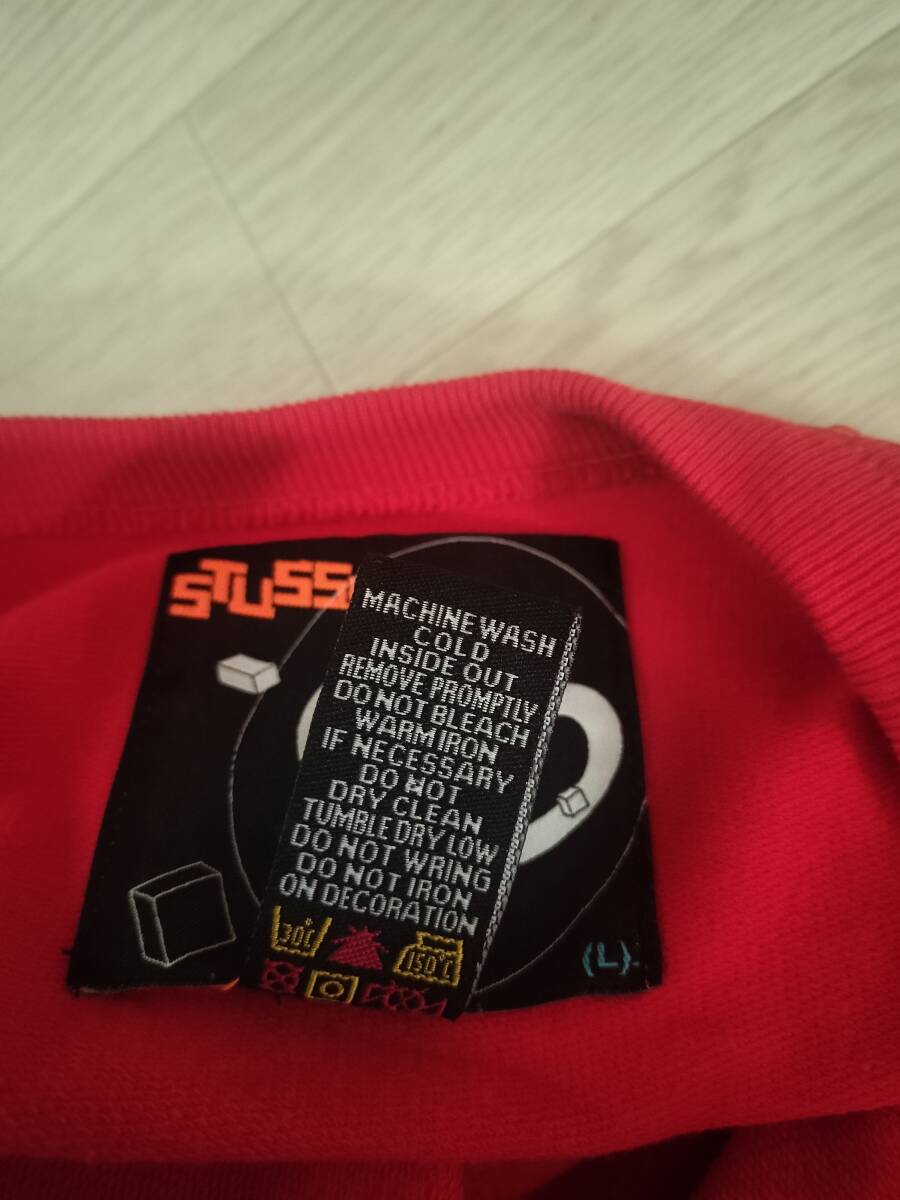 STUSS
MACHINE WASH
COLD
INSIDE OUT
REMOVE PROMPTLY
DO NOT BLEACH
WARM IRON
IF NECESSARY
DO NOT
DRY CLEAN
TUMBLE DRY LOW
DO NOT WRING
DO NOT IRON
ON DECORATION
30°C
150°C
(L)